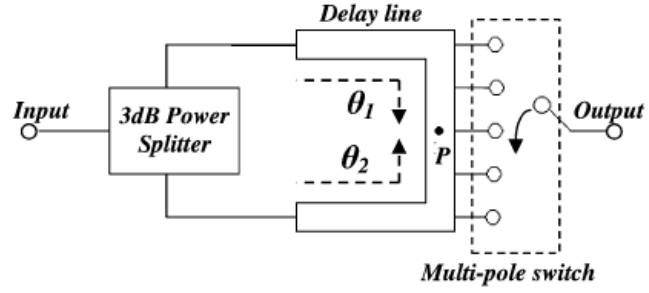 Delay line
Input
3dB Power
Splitter
θ1
θ2
P
Output
Multi-pole switch